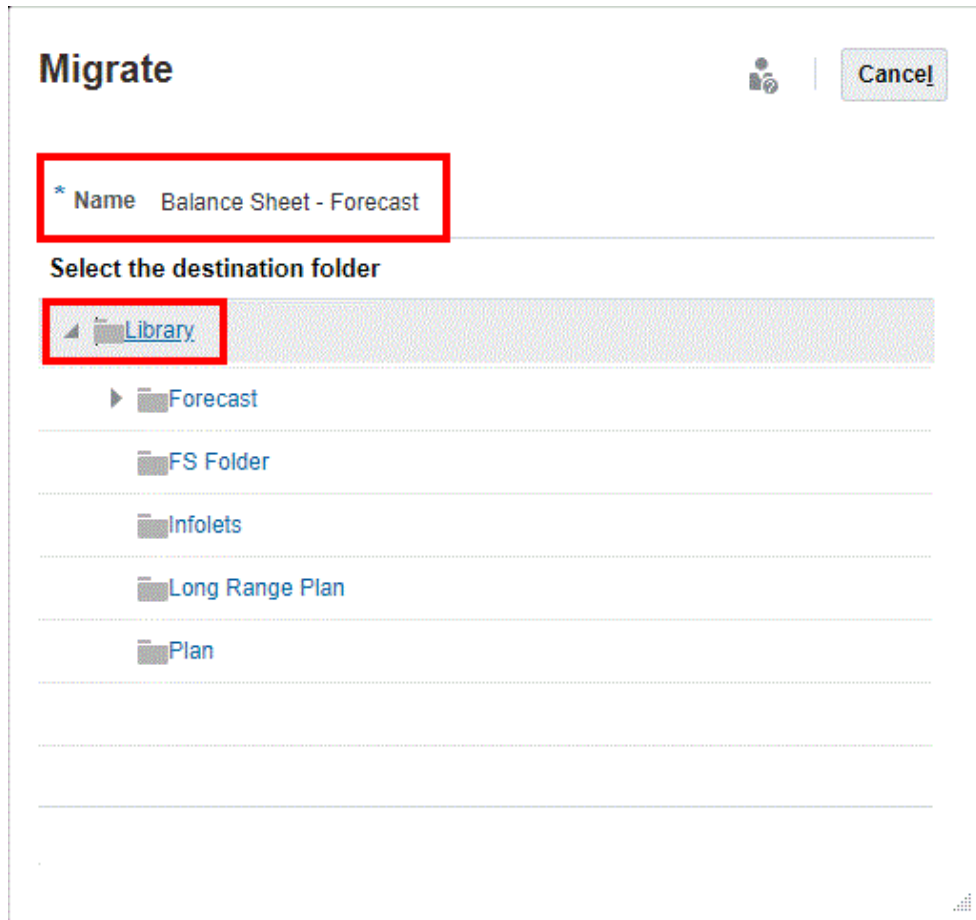 Migrate
Cancel
* Name Balance Sheet - Forecast
Select the destination folder
Library
Forecast
FS Folder
Infolets
Long Range Plan
Plan